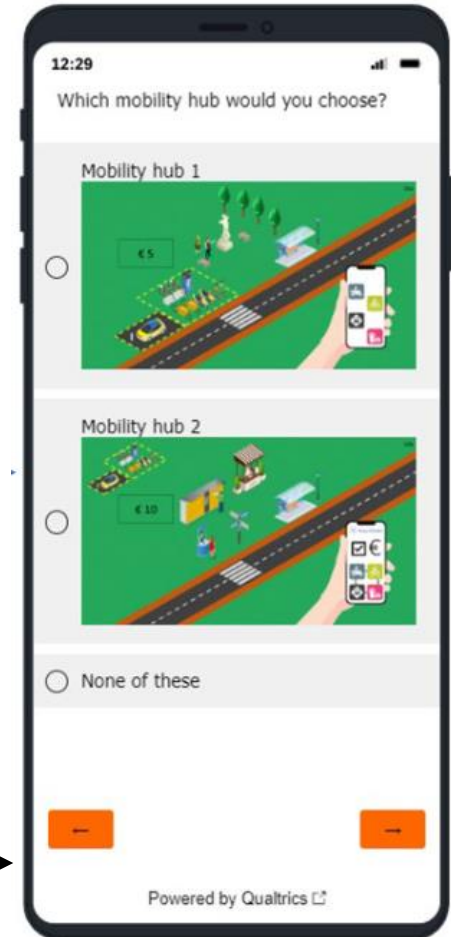 12:29
Which mobility hub would you choose?
Mobility hub 1
€ 5
Mobility hub 2
€ 10
€
None of these
←
→
Powered by Qualtrics